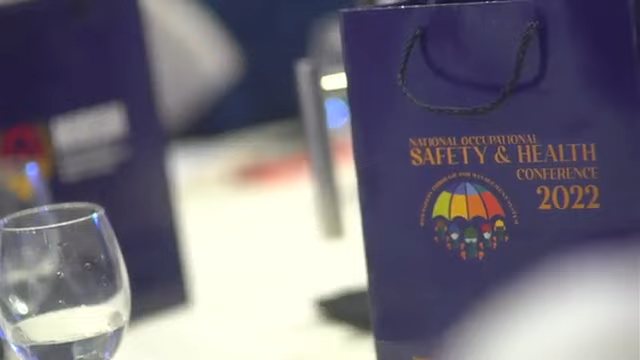 NATIONAL OCCUPATIONAL
SAFETY & HEALTH
CONFERENCE
2022